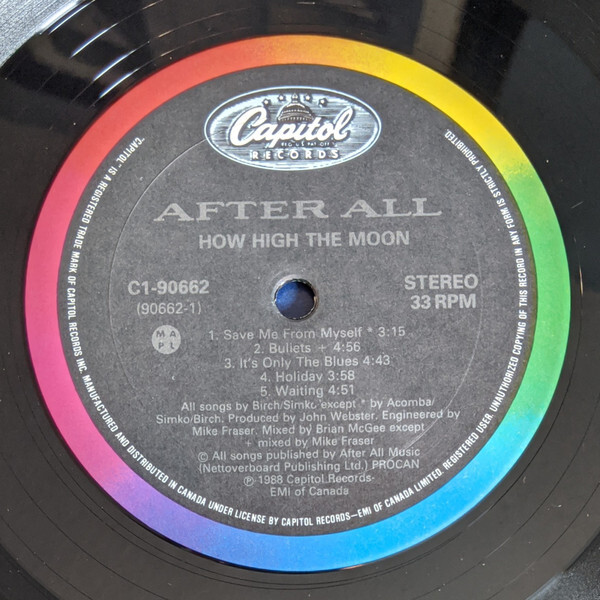 Capitol
RECORDS
AFTER ALL
HOW HIGH THE MOON
C1-90662
(90662-1)
STEREO
33 RPM
M A P L
1. Save Me From Myself * 3:15
2. Bullets + 4:56
3. It's Only The Blues 4:43
4. Holiday 3:58
5. Waiting 4:51
All songs by Birch/Simko except * by Acomba/
Simko/Birch. Produced by John Webster. Engineered by
Mike Fraser. Mixed by Brian McGee except
+ mixed by Mike Fraser
© All songs published by After All Music
(Nettoverboard Publishing Ltd.) PROCAN
℗ 1988 Capitol Records-
EMI of Canada
"CAPITOL" IS A REGISTERED TRADE MARK OF CAPITOL RECORDS INC. MANUFACTURED AND DISTRIBUTED IN CANADA UNDER LICENSE BY CAPITOL RECORDS—EMI OF CANADA LIMITED. REGISTERED USER. UNAUTHORIZED COPYING OF THIS RECORD IN ANY FORM IS STRICTLY PROHIBITED.